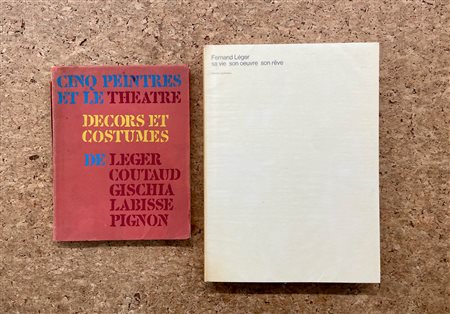 CINQ PEINTRES
ET LE THEATRE
DECORS ET
COSTUMES
DE LEGER
COUTAUD
GISCHIA
LABISSE
PIGNON
Fernand Léger
sa vie son oeuvre son rêve